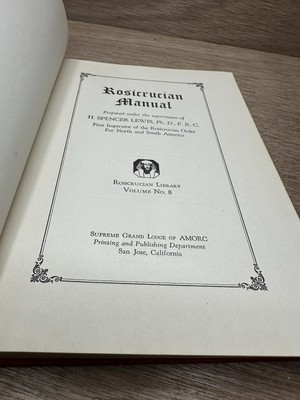 Rosicrucian
Manual
Prepared under the supervision of
H. SPENCER LEWIS, Ph. D., F. R. C.
First Imperator of the Rosicrucian Order
For North and South America
ROSICRUCIAN LIBRARY
VOLUME NO. 8
SUPREME GRAND LODGE OF AMORC
Printing and Publishing Department
San Jose, California